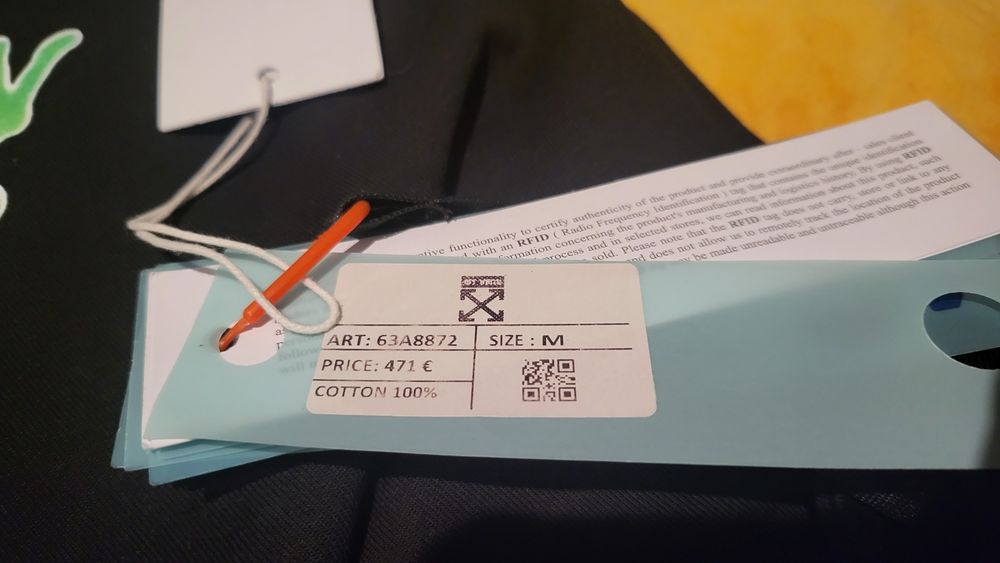 functionality to certify authenticity of the product and provide extraordinary after - sales client
with an RFID ( Radio Frequency Identification ) tag that contains the unique identification
concerning the product's manufacturing and logistics history. By using RFID
process and in selected stores, we can read information about this product, such
sold. Please note that the RFID tag does not carry, store or link to any
and does not allow us to remotely track the location of the product
be made unreadable and untraceable although this action
ART: 63A8872
SIZE : M
PRICE: 471 €
COTTON 100%